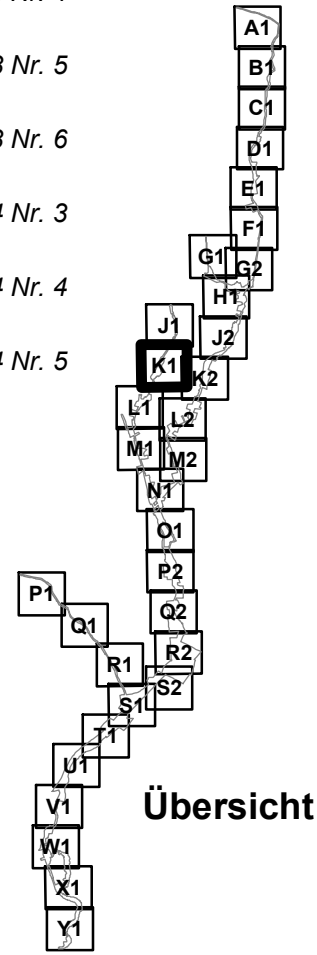 A1
B1
Nr. 5
C1
Nr. 6
D1
E1
Nr. 3
F1
G1
G2
Nr. 4
H1
J1
J2
Nr. 5
K1
K2
L1
L2
M1
M2
N1
O1
P2
P1
Q2
Q1
R2
R1
S2
S1
T1
U1
V1
Übersicht
W1
X1
Y1